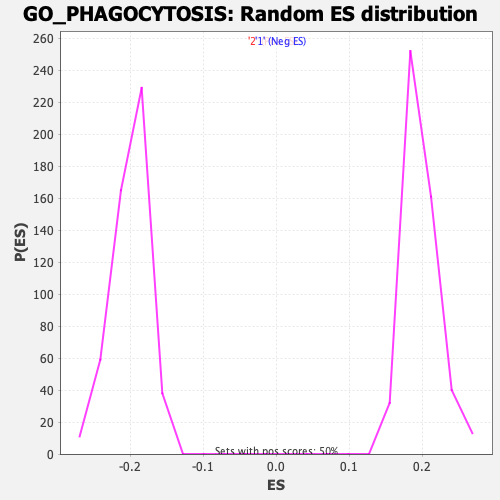 GO_PHAGOCYTOSIS: Random ES distribution
'2''1' (Neg ES)
260
240
220
200
180
160
140
120
100
80
60
40
20
0
P(ES)
Sets with pos scores: 50%
-0.2 -0.1 0.0 0.1 0.2
ES